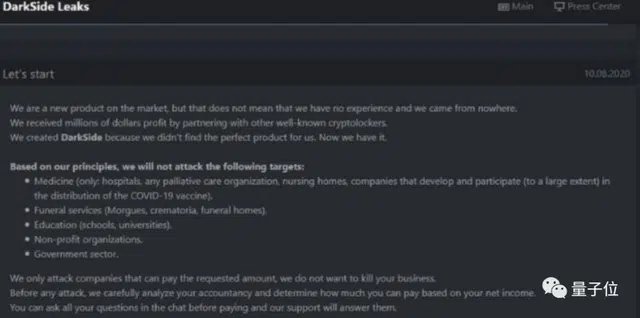 DarkSide Leaks
Main
Press Center
Let's start
10.08.2020
We are a new product on the market, but that does not mean that we have no experience and we came from nowhere.
We received millions of dollars profit by partnering with other well-known cryptolockers.
We created DarkSide because we didn't find the perfect product for us. Now we have it.
Based on our principles, we will not attack the following targets:
• Medicine (only: hospitals, any palliative care organization, nursing homes, companies that develop and participate (to a large extent) in
the distribution of the COVID-19 vaccine).
• Funeral services (Morgues, crematoria, funeral homes).
• Education (schools, universities).
• Non-profit organizations.
• Government sector.
We only attack companies that can pay the requested amount, we do not want to kill your business.
Before any attack, we carefully analyze your accountancy and determine how much you can pay based on your net income.
You can ask all your questions in the chat before paying and our support will answer them.
量子位